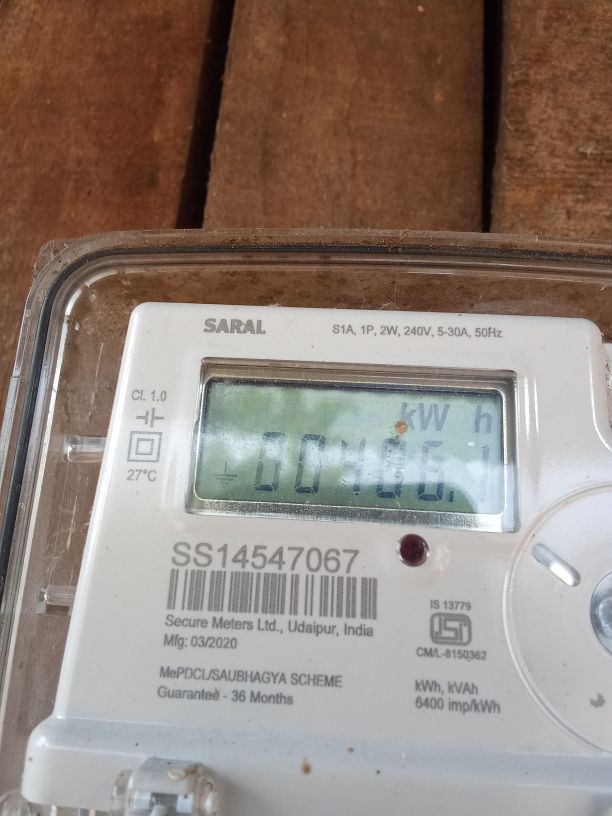 SARAL
S1A, 1P, 2W, 240V, 5-30A, 50Hz
Cl. 1.0
27°C
kW h
00406.1
SS14547067
Secure Meters Ltd., Udaipur, India
Mfg: 03/2020
MePDCL/SAUBHAGYA SCHEME
Guarantee - 36 Months
IS 13779
ISI
CM/L-8150362
kWh, kVAh
6400 imp/kWh